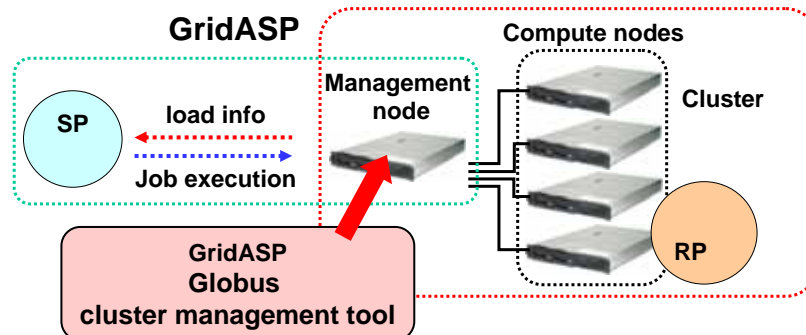 GridASP
Compute nodes
Management
node
Cluster
SP
load info
Job execution
GridASP
Globus
cluster management tool
RP